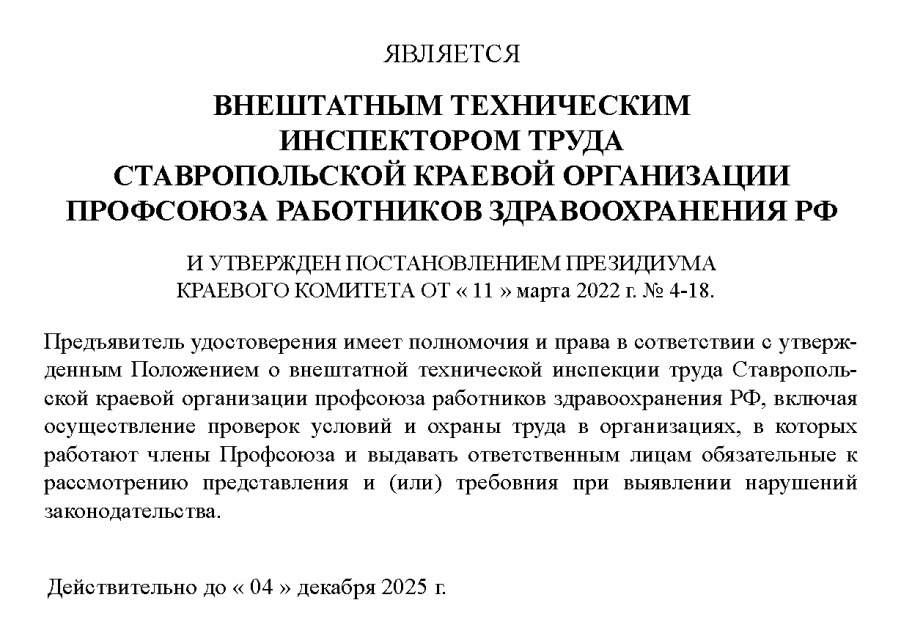 ЯВЛЯЕТСЯ
ВНЕШТАТНЫМ ТЕХНИЧЕСКИМ
ИНСПЕКТОРОМ ТРУДА
СТАВРОПОЛЬСКОЙ КРАЕВОЙ ОРГАНИЗАЦИИ
ПРОФСОЮЗА РАБОТНИКОВ ЗДРАВООХРАНЕНИЯ РФ
И УТВЕРЖДЕН ПОСТАНОВЛЕНИЕМ ПРЕЗИДИУМА
КРАЕВОГО КОМИТЕТА ОТ « 11 » марта 2022 г. № 4-18.
Предъявитель удостоверения имеет полномочия и права в сответствии с утверж-
денным Положением о внештатной технической инспекции труда Ставрополь-
ской краевой организации профсоюза работников здравоохранения РФ, включая
осуществление проверок условий и охраны труда в организациях, в которых
работают члены Профсоюза и выдавать ответственным лицам обязательные к
рассмотрению представления и (или) требовния при выявлении нарушений
законодательства.
Действительно до « 04 » декабря 2025 г.